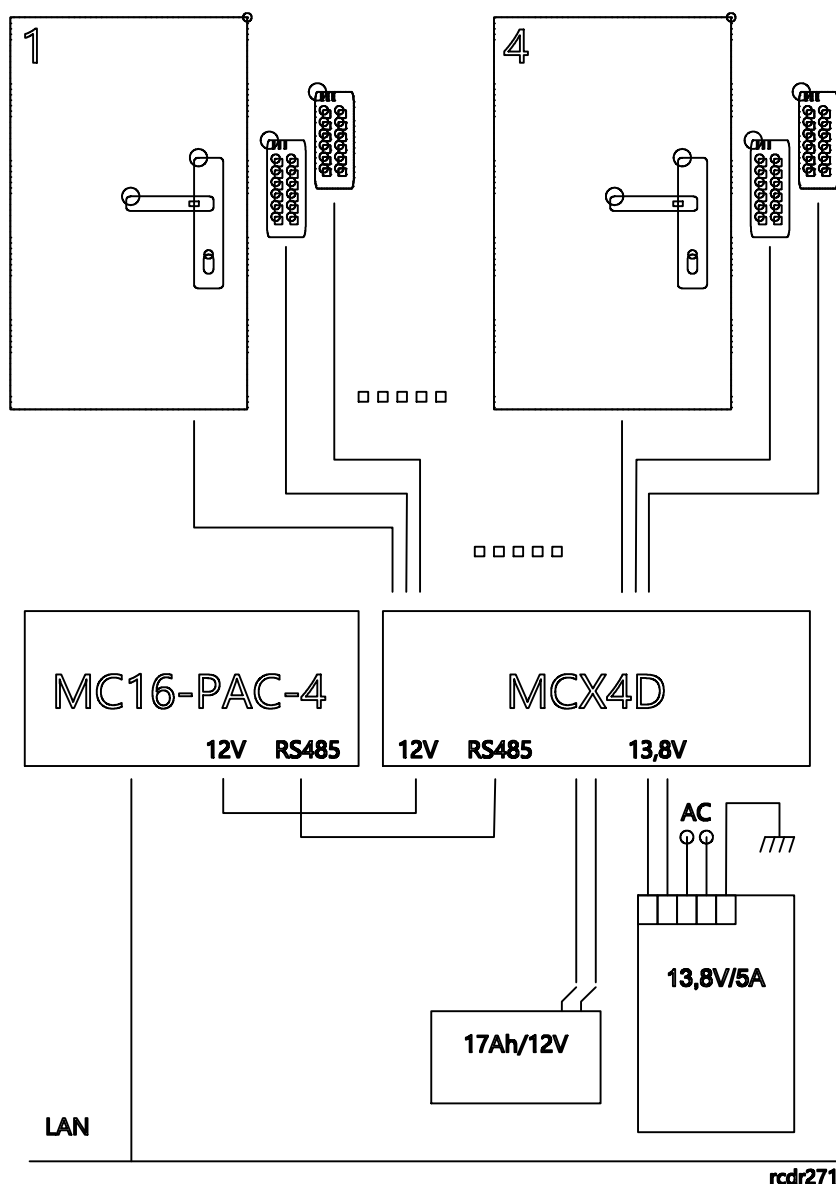 1
4
MC16-PAC-4
MCX4D
12V RS485
12V RS485 13,8V
AC
13,8V/5A
17Ah/12V
LAN
rcdr271